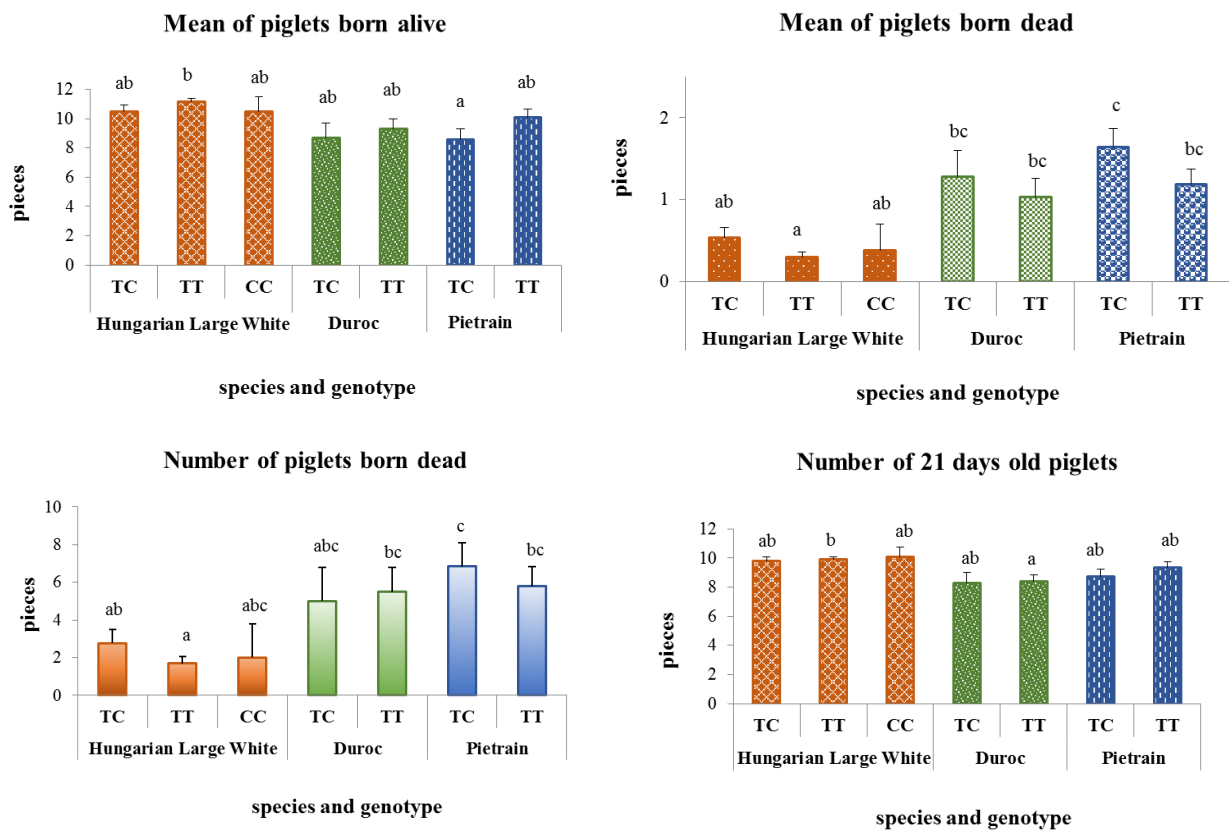 Mean of piglets born alive
ab b ab ab ab a ab
12
10
8
6
4
2
0
pieces
TC TT CC TC TT TC TT
Hungarian Large White Duroc Pietrain
species and genotype
Mean of piglets born dead
ab a ab bc bc c bc
2
1
0
pieces
TC TT CC TC TT TC TT
Hungarian Large White Duroc Pietrain
species and genotype
Number of piglets born dead
ab a abc abc bc c bc
10
8
6
4
2
0
pieces
TC TT CC TC TT TC TT
Hungarian Large White Duroc Pietrain
species and genotype
Number of 21 days old piglets
ab b ab ab a ab ab
12
10
8
6
4
2
0
pieces
TC TT CC TC TT TC TT
Hungarian Large White Duroc Pietrain
species and genotype